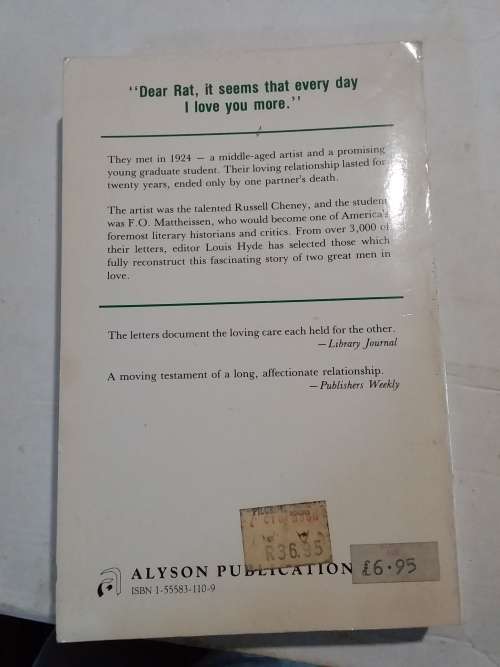 "Dear Rat, it seems that every day
I love you more."
They met in 1924 — a middle-aged artist and a promising
young graduate student. Their loving relationship lasted for
twenty years, ended only by one partner's death.
The artist was the talented Russell Cheney, and the student
was F.O. Mattheissen, who would become one of America's
foremost literary historians and critics. From over 3,000 of
their letters, editor Louis Hyde has selected those which
fully reconstruct this fascinating story of two great men in
love.
The letters document the loving care each held for the other.
—Library Journal
A moving testament of a long, affectionate relationship.
—Publishers Weekly
R36.95
ALYSON PUBLICATION
£6.95
ISBN 1-55583-110-9